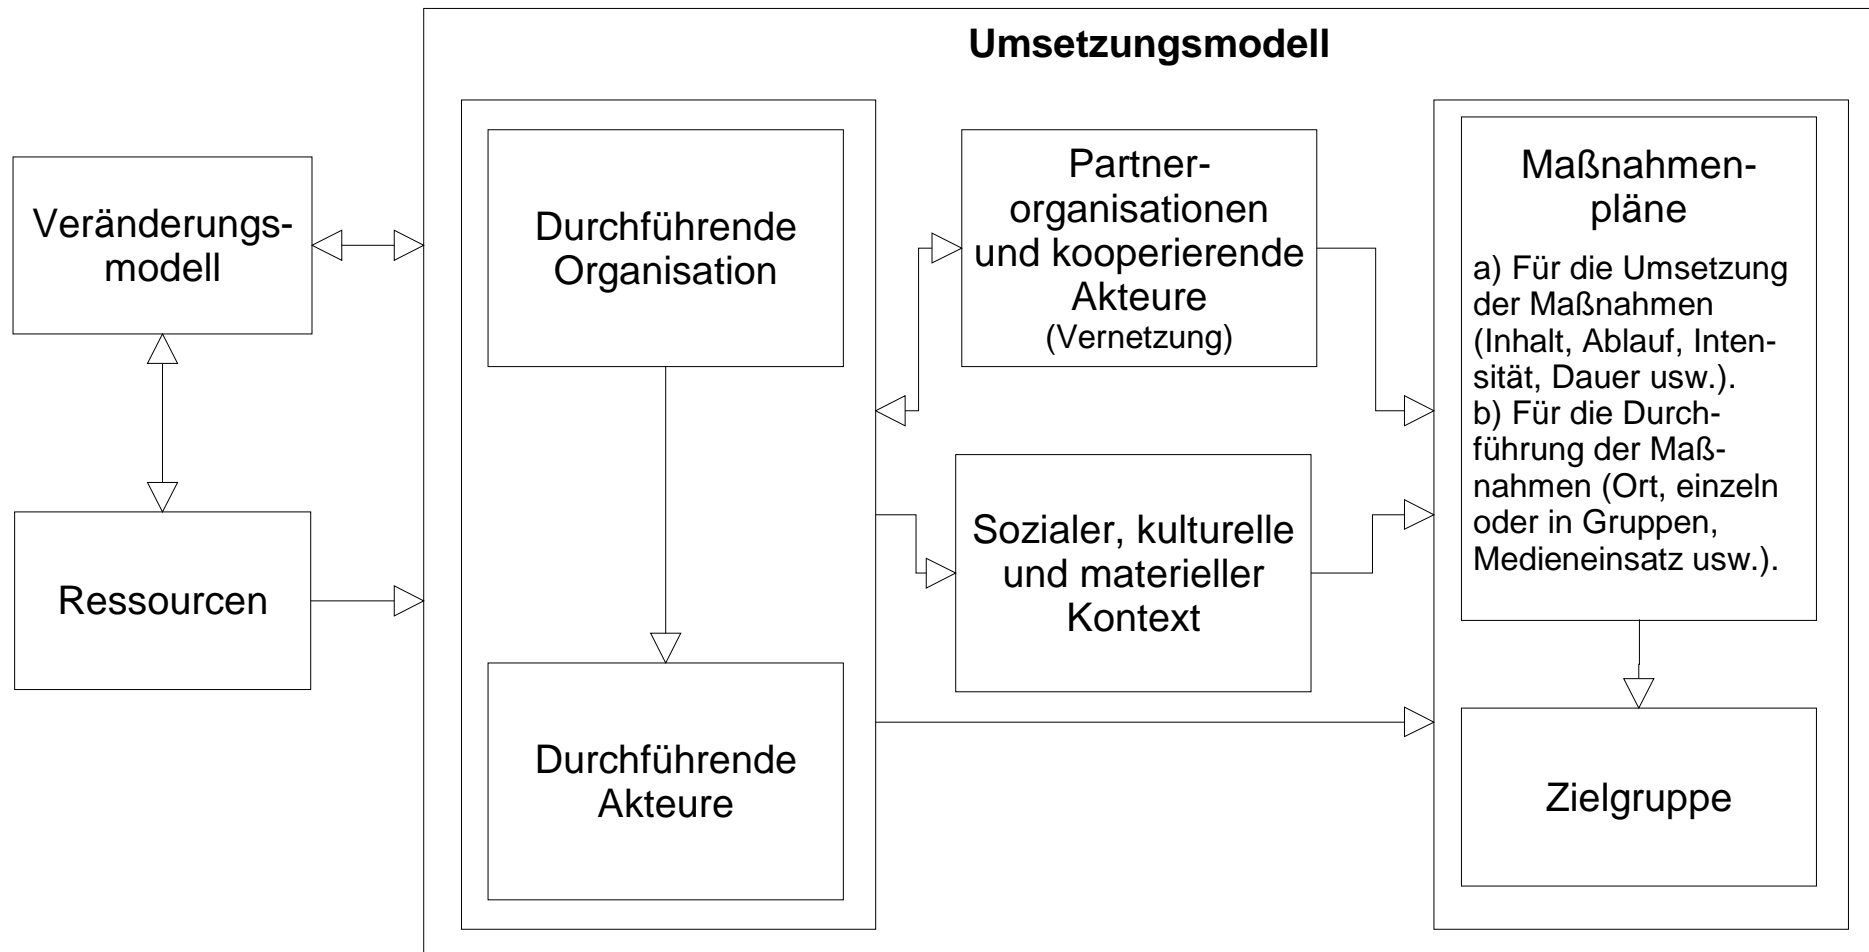 Umsetzungsmodell
Veränderungs-
modell
Ressourcen
Durchführende
Organisation
Durchführende
Akteure
Partner-
organisationen
und kooperierende
Akteure
(Vernetzung)
Sozialer, kulturelle
und materieller
Kontext
Maßnahmen-
pläne
a) Für die Umsetzung
der Maßnahmen
(Inhalt, Ablauf, Inten-
sität, Dauer usw.).
b) Für die Durch-
führung der Maß-
nahmen (Ort, einzeln
oder in Gruppen,
Medieneinsatz usw.).
Zielgruppe